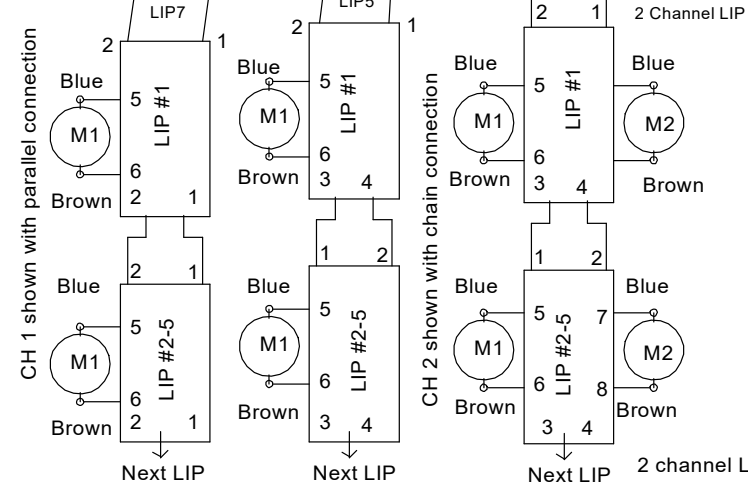 LIP7
LIP5
2 1
2 Channel LIP
2 1
2 1
CH 1 shown with parallel connection
Blue
5
LIP #1
M1
6
Brown
2 1
Blue
5
LIP #1
M1
6
Brown
3 4
CH 2 shown with chain connection
Blue
5
LIP #1
Blue
M1
M2
6
Brown
Brown
3 4
2 1
Blue
5
LIP #2-5
M1
6
Brown
2 1
Next LIP
1 2
Blue
5
LIP #2-5
M1
6
Brown
3 4
Next LIP
1 2
Blue
5
LIP #2-5
7
Blue
M1
M2
6
8
Brown
Brown
3 4
Next LIP
2 channel L